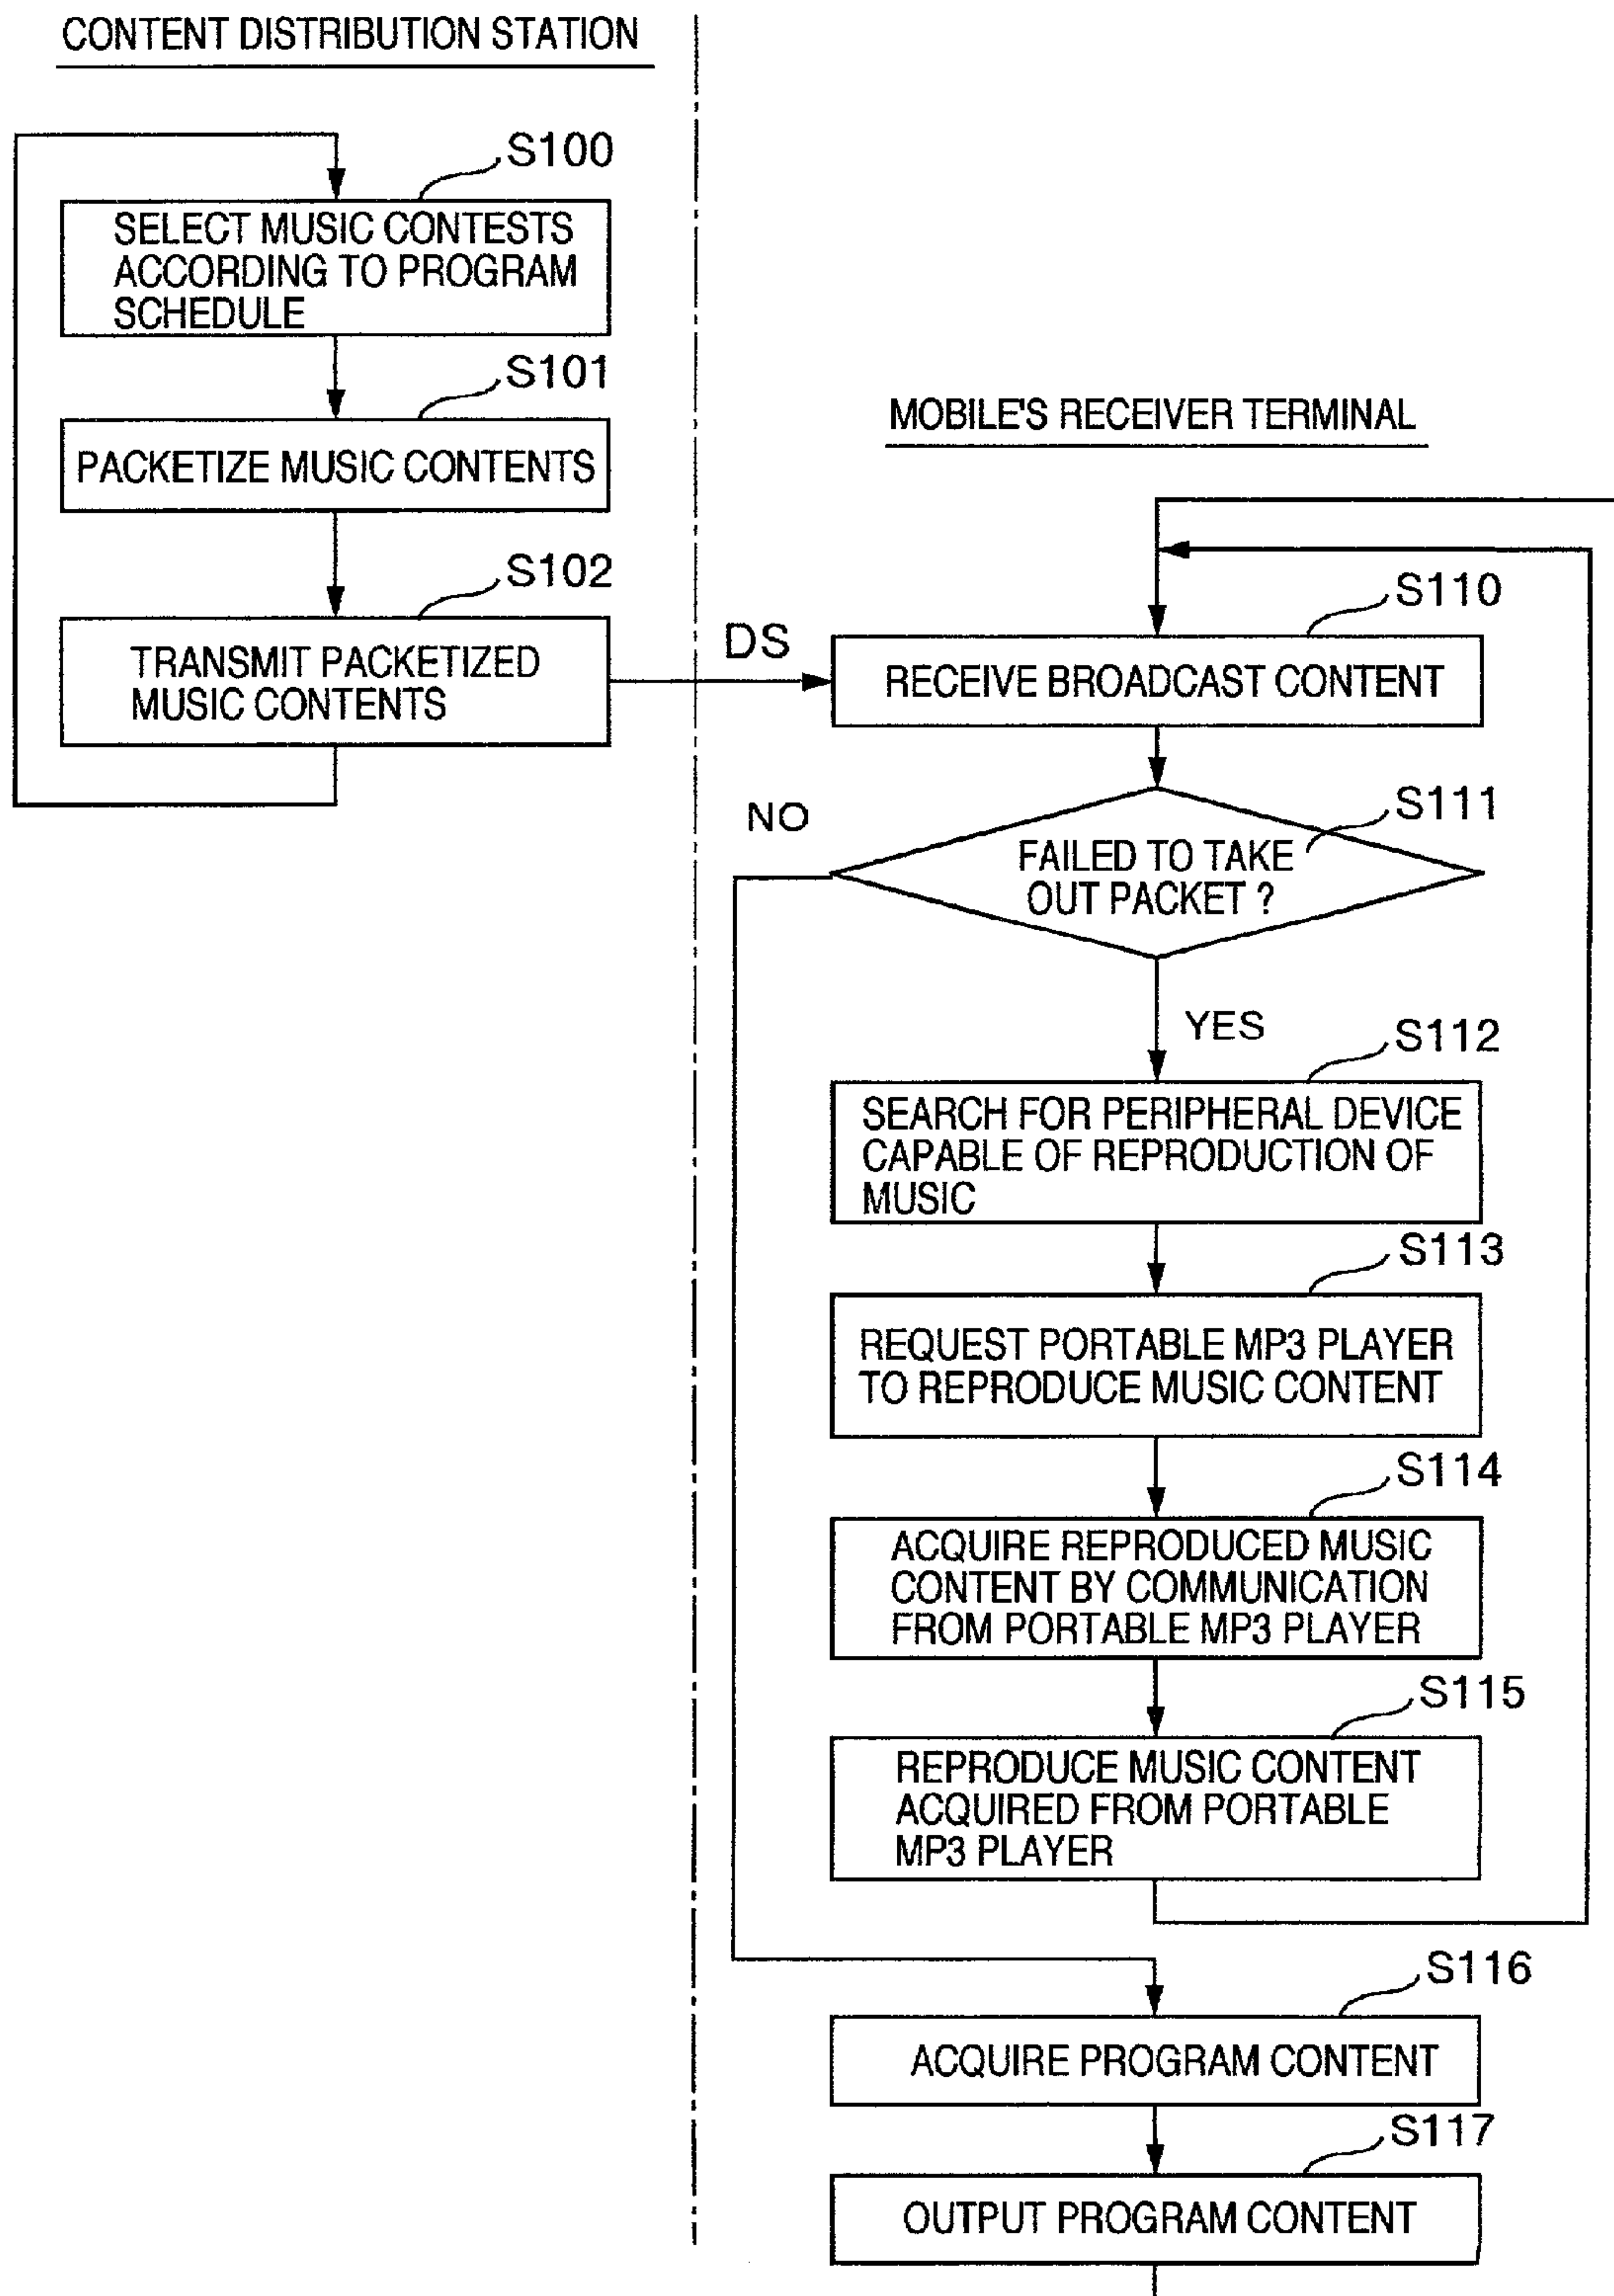 CONTENT DISTRIBUTION STATION
S100
SELECT MUSIC CONTESTS
ACCORDING TO PROGRAM
SCHEDULE
S101
PACKETIZE MUSIC CONTENTS
S102
TRANSMIT PACKETIZED
MUSIC CONTENTS
DS
MOBILE'S RECEIVER TERMINAL
S110
RECEIVE BROADCAST CONTENT
S111
NO
FAILED TO TAKE
OUT PACKET ?
YES
S112
SEARCH FOR PERIPHERAL DEVICE
CAPABLE OF REPRODUCTION OF
MUSIC
S113
REQUEST PORTABLE MP3 PLAYER
TO REPRODUCE MUSIC CONTENT
S114
ACQUIRE REPRODUCED MUSIC
CONTENT BY COMMUNICATION
FROM PORTABLE MP3 PLAYER
S115
REPRODUCE MUSIC CONTENT
ACQUIRED FROM PORTABLE
MP3 PLAYER
S116
ACQUIRE PROGRAM CONTENT
S117
OUTPUT PROGRAM CONTENT